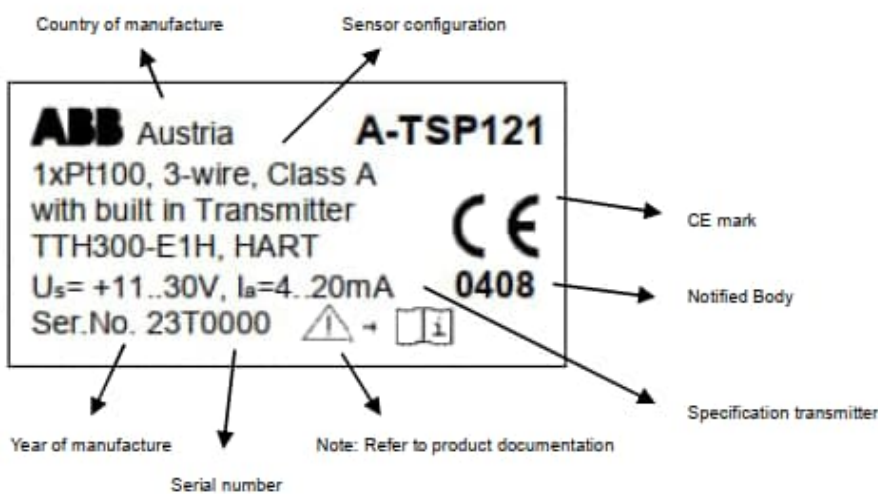 Country of manufacture Sensor configuration
ABB Austria A-TSP121
1xPt100, 3-wire, Class A
with built in Transmitter
TTH300-E1H, HART
CE
CE mark
Us= +11..30V, Ia=4..20mA 0408
Notified Body
Ser.No. 23T0000
Specification transmitter
Year of manufacture Note: Refer to product documentation
Serial number